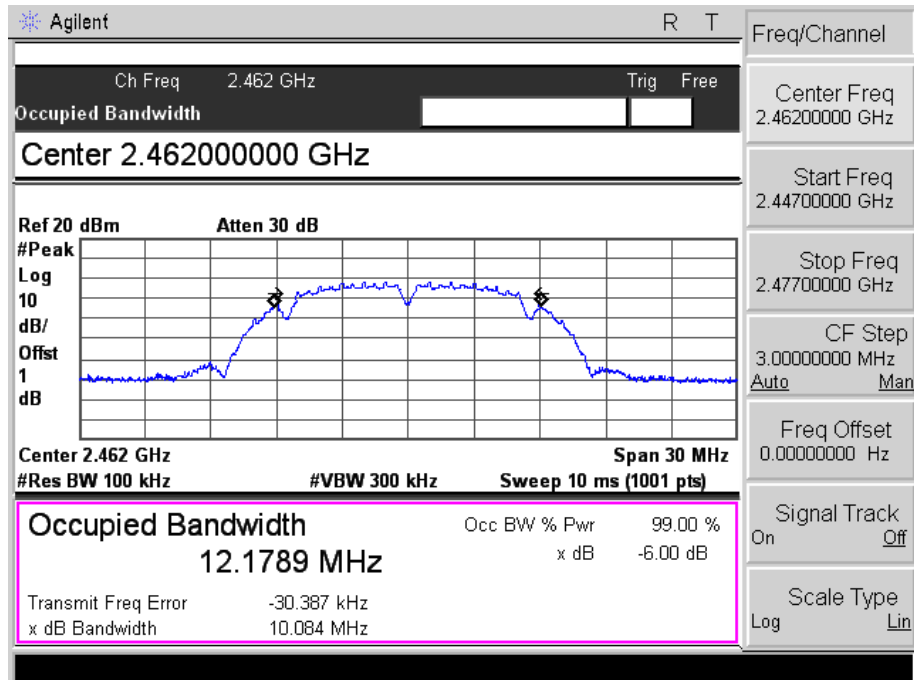 Agilent R T
Ch Freq 2.462 GHz Trig Free
Occupied Bandwidth
Center 2.462000000 GHz
Ref 20 dBm Atten 30 dB
#Peak
Log
10
dB/
Offst
1
dB
Center 2.462 GHz Span 30 MHz
#Res BW 100 kHz #VBW 300 kHz Sweep 10 ms (1001 pts)
Occupied Bandwidth
12.1789 MHz
Occ BW % Pwr 99.00 %
x dB -6.00 dB
Transmit Freq Error -30.387 kHz
x dB Bandwidth 10.084 MHz
Freq/Channel
Center Freq
2.46200000 GHz
Start Freq
2.44700000 GHz
Stop Freq
2.47700000 GHz
CF Step
3.00000000 MHz
Auto Man
Freq Offset
0.00000000 Hz
Signal Track
On Off
Scale Type
Log Lin